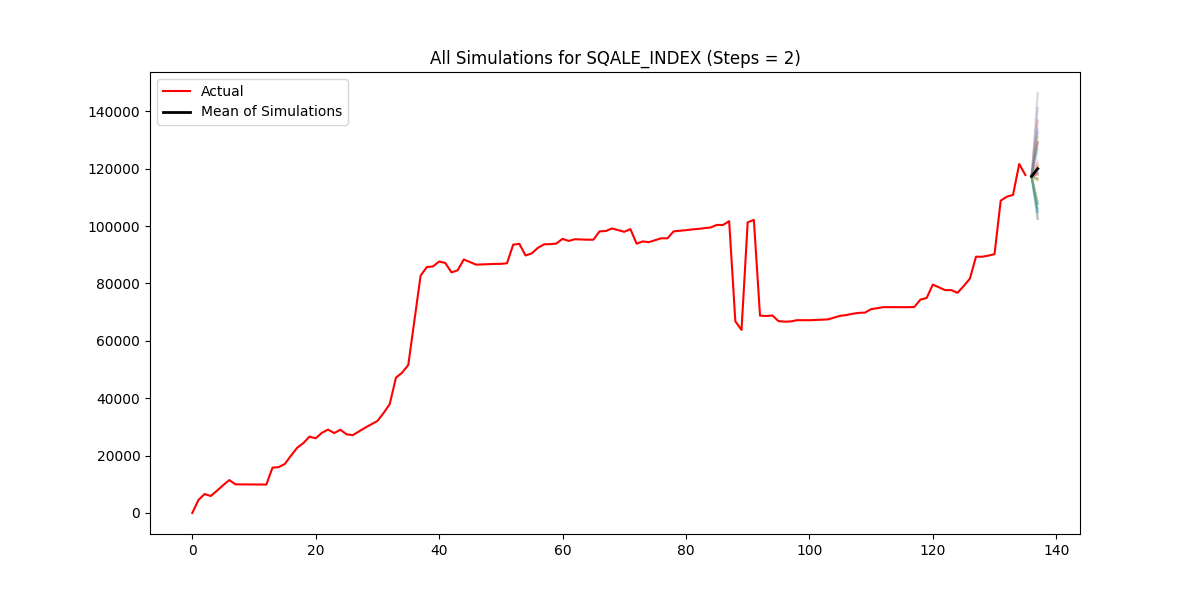 All Simulations for SQALE_INDEX (Steps = 2)
Actual
Mean of Simulations
140000
120000
100000
80000
60000
40000
20000
0
0 20 40 60 80 100 120 140